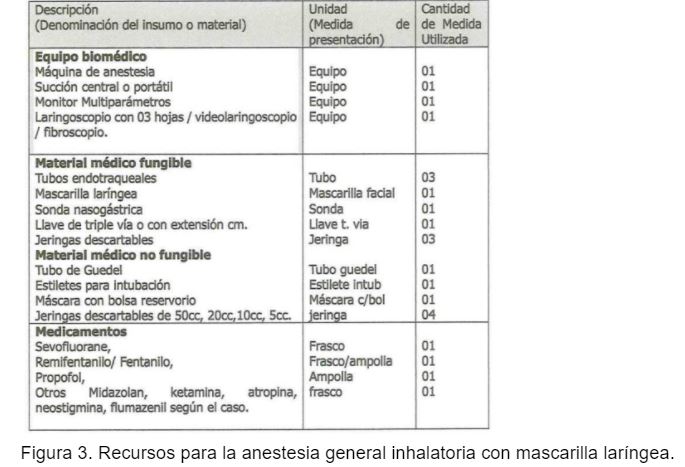 Descripción Unidad Cantidad
(Denominación del insumo o material) (Medida de de Medida
presentación) Utilizada
Equipo biomédico
Máquina de anestesia Equipo 01
Succión central o portátil Equipo 01
Monitor Multiparámetros Equipo 01
Laringoscopio con 03 hojas / videolaringoscopio Equipo 01
/ fibroscopio.
Material médico fungible
Tubos endotraqueales Tubo 03
Mascarilla laríngea Mascarilla facial 01
Sonda nasogástrica Sonda 01
Llave de triple vía o con extensión cm. Llave t. via 01
Jeringas descartables Jeringa 03
Material médico no fungible
Tubo de Guedel Tubo guedel 01
Estiletes para intubación Estilete intub 01
Máscara con bolsa reservorio Máscara c/bol 01
Jeringas descartables de 50cc, 20cc,10cc, 5cc. jeringa 04
Medicamentos
Sevofluorane, Frasco 01
Remifentanilo/ Fentanilo, Frasco/ampolla 01
Propofol, Ampolla 01
Otros Midazolan, ketamina, atropina, frasco 01
neostigmina, flumazenil según el caso.
Figura 3. Recursos para la anestesia general inhalatoria con mascarilla laríngea.